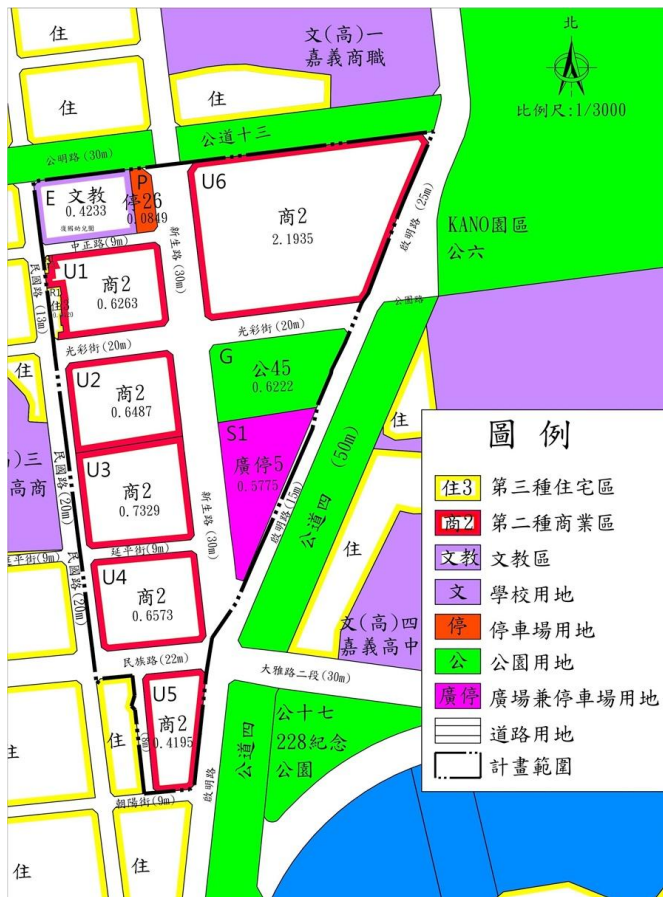 住
文(高)一
嘉義商職
北
住
住
比例尺:1/3000
公道十三
公明路(30m)
P
停26
0.0849
E
文教
0.4233
復國幼兒園
U6
商2
2.1935
啟明路(25m)
KANO園區
公六
中正路(9m)
新生路(30m)
U1
商2
0.6263
民國路(13m)
公園路
光彩街(20m)
光彩街(20m)
住
U2
商2
0.6487
G
公45
0.6222
住
S1
廣停5
0.5775
公道四
(50m)
)三
高商
民國路(20m)
U3
商2
0.7329
新生路(30m)
啟明路(15m)
延平街(9m)
平街(9m)
住
民國路(20m)
U4
商2
0.6573
文(高)四
嘉義高中
民族路(22m)
大雅路二段(30m)
U5
商2
0.4195
住
(8m)
公道四
公十七
228紀念
公園
啟明路
朝陽街(9m)
住
住
住
圖例
住3 第三種住宅區
商2 第二種商業區
文教 文教區
文 學校用地
停 停車場用地
公 公園用地
廣停 廣場兼停車場用地
道路用地
計畫範圍